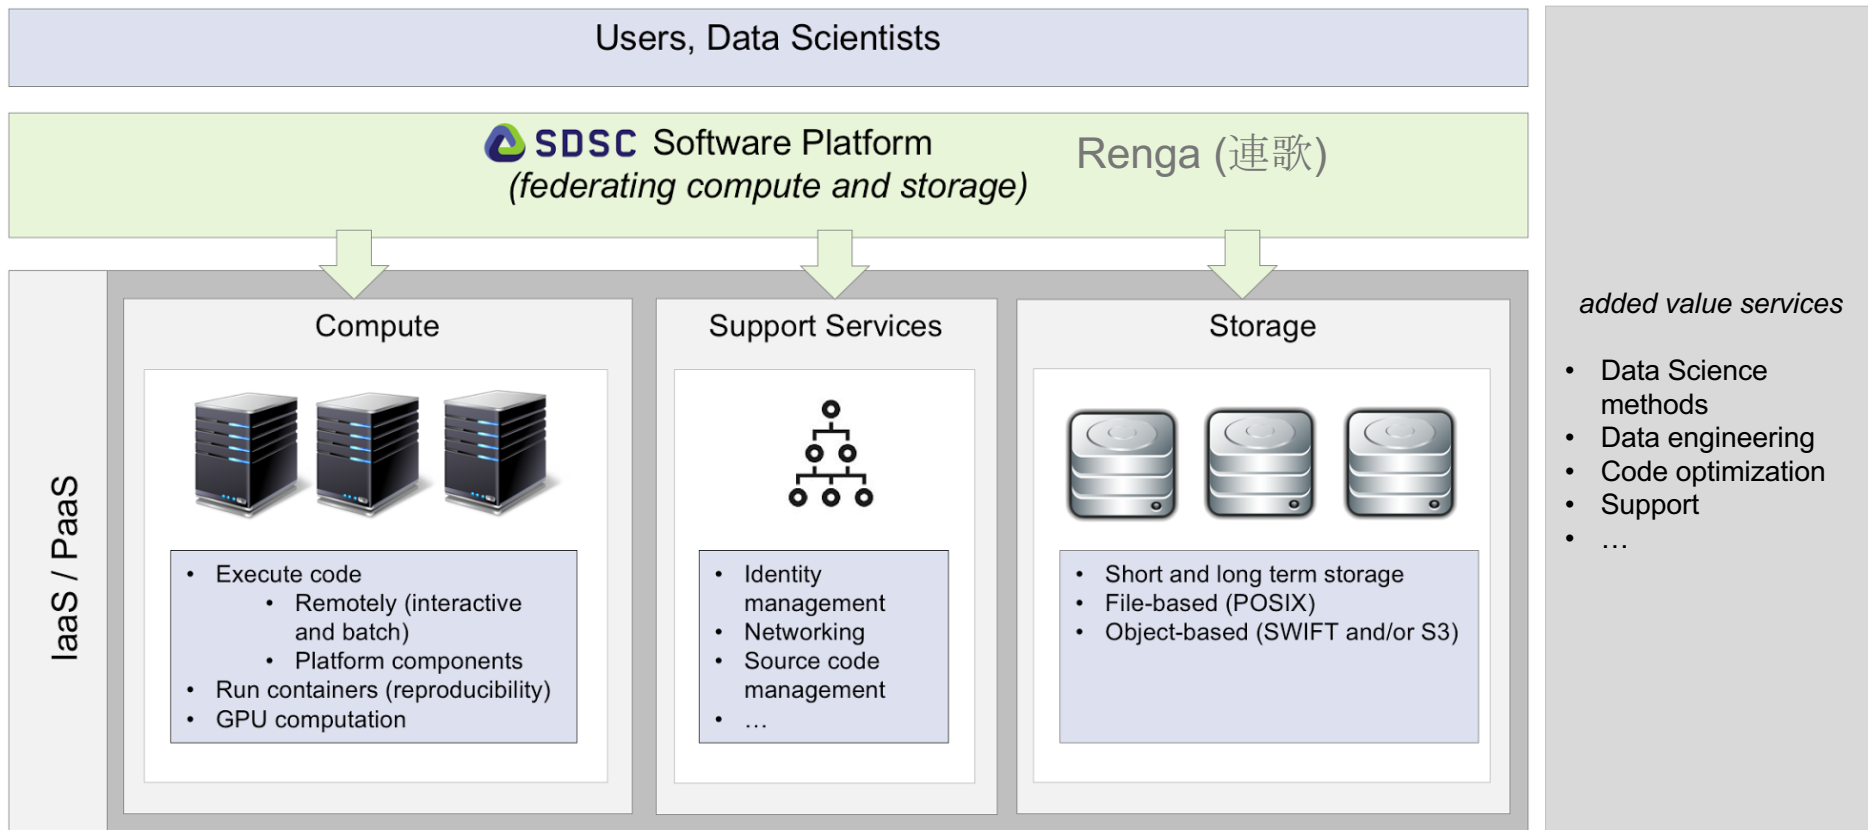 Users, Data Scientists
SDSC Software Platform
(federating compute and storage)
Renga (連歌)
IaaS / PaaS
Compute
• Execute code
• Remotely (interactive
and batch)
• Platform components
• Run containers (reproducibility)
• GPU computation
Support Services
• Identity
management
• Networking
• Source code
management
• …
Storage
• Short and long term storage
• File-based (POSIX)
• Object-based (SWIFT and/or S3)
added value services
• Data Science
methods
• Data engineering
• Code optimization
• Support
• …